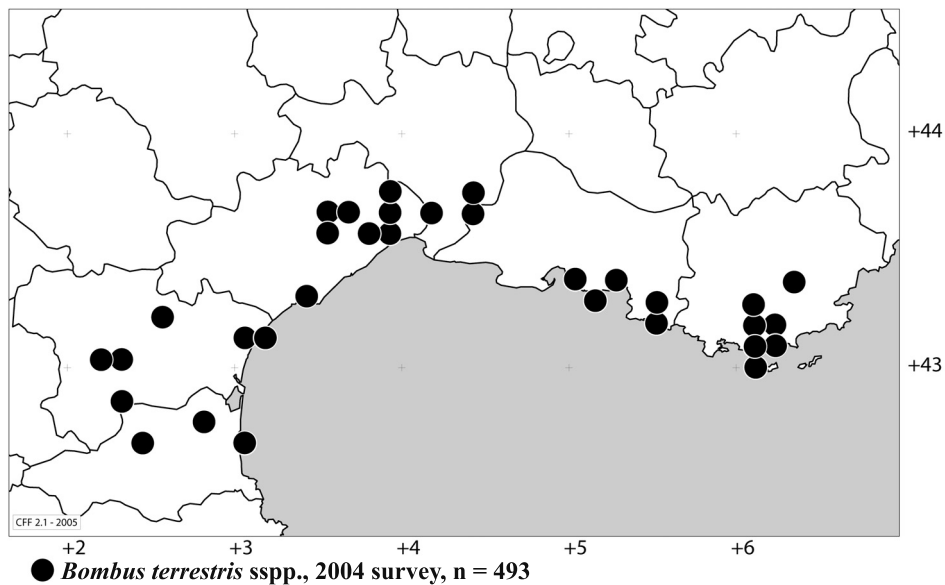 +44
+43
CFF 2.1 - 2005
+2 +3 +4 +5 +6
Bombus terrestris sspp., 2004 survey, n = 493